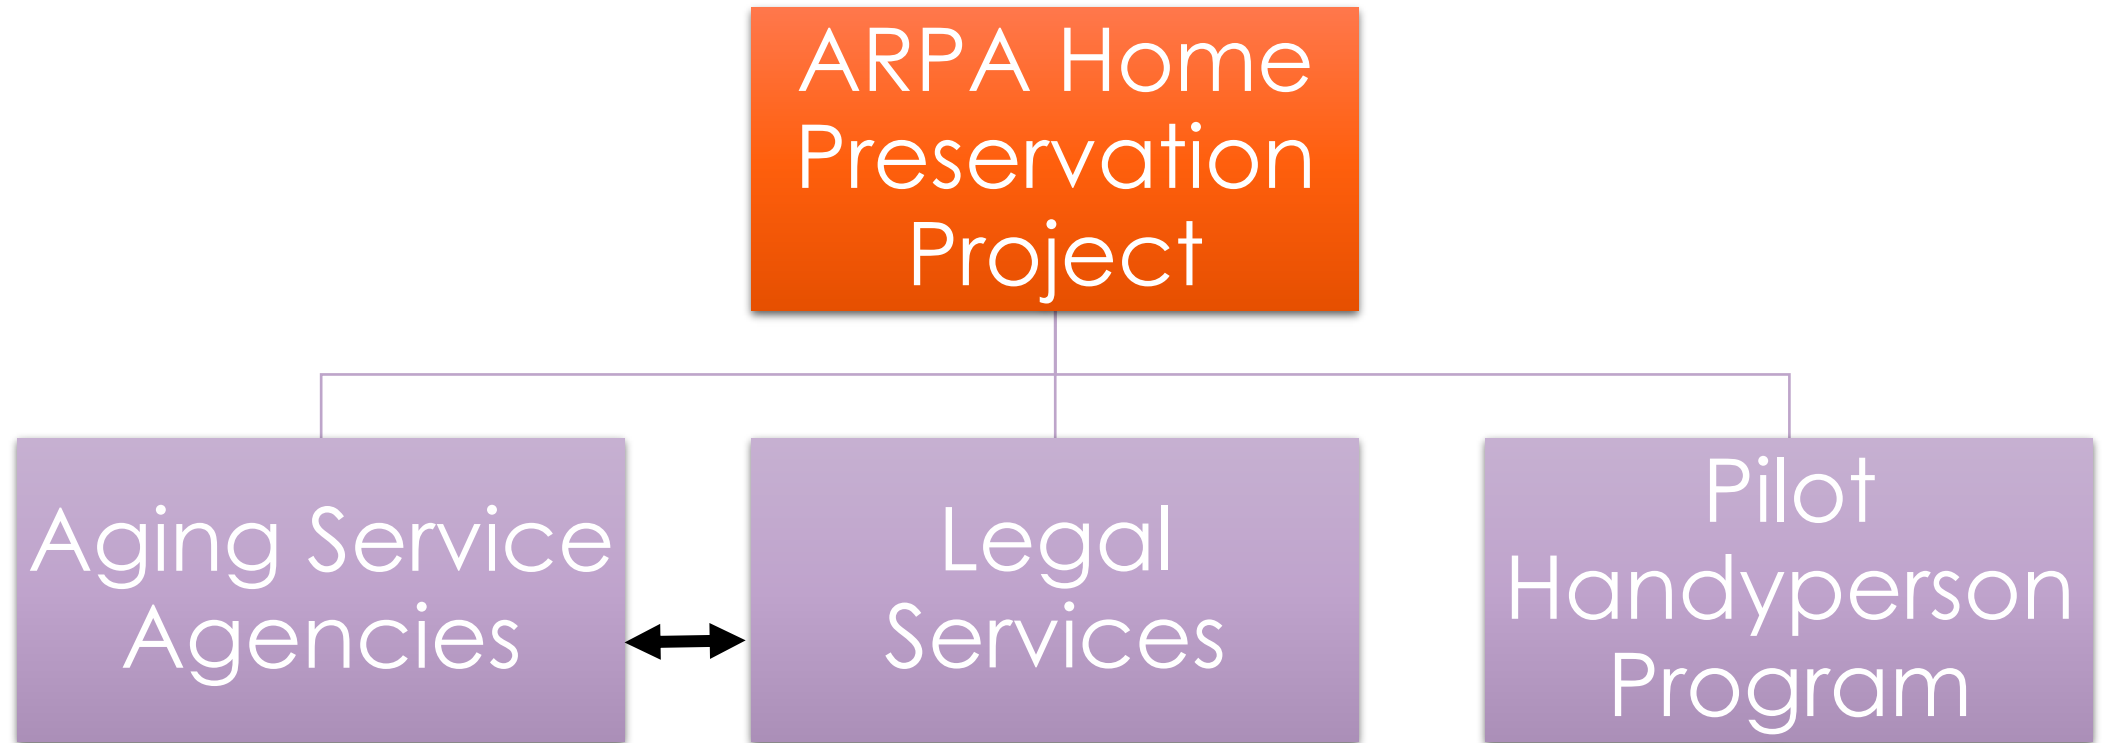 ARPA Home
Preservation
Project
Aging Service
Agencies
Legal
Services
Pilot
Handyperson
Program